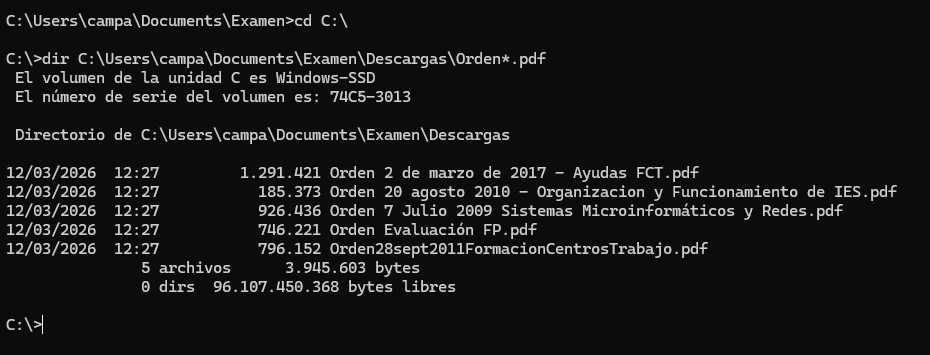 C:\Users\campa\Documents\Examen>cd C:\
C:\>dir C:\Users\campa\Documents\Examen\Descargas\Orden*.pdf
El volumen de la unidad C es Windows-SSD
El número de serie del volumen es: 74C5-3013
Directorio de C:\Users\campa\Documents\Examen\Descargas
12/03/2026  12:27         1.291.421 Orden 2 de marzo de 2017 - Ayudas FCT.pdf
12/03/2026  12:27           185.373 Orden 20 agosto 2010 - Organizacion y Funcionamiento de IES.pdf
12/03/2026  12:27           926.436 Orden 7 Julio 2009 Sistemas Microinformáticos y Redes.pdf
12/03/2026  12:27           746.221 Orden Evaluación FP.pdf
12/03/2026  12:27           796.152 Orden28sept2011FormacionCentrosTrabajo.pdf
5 archivos      3.945.603 bytes
0 dirs  96.107.450.368 bytes libres
C:\>